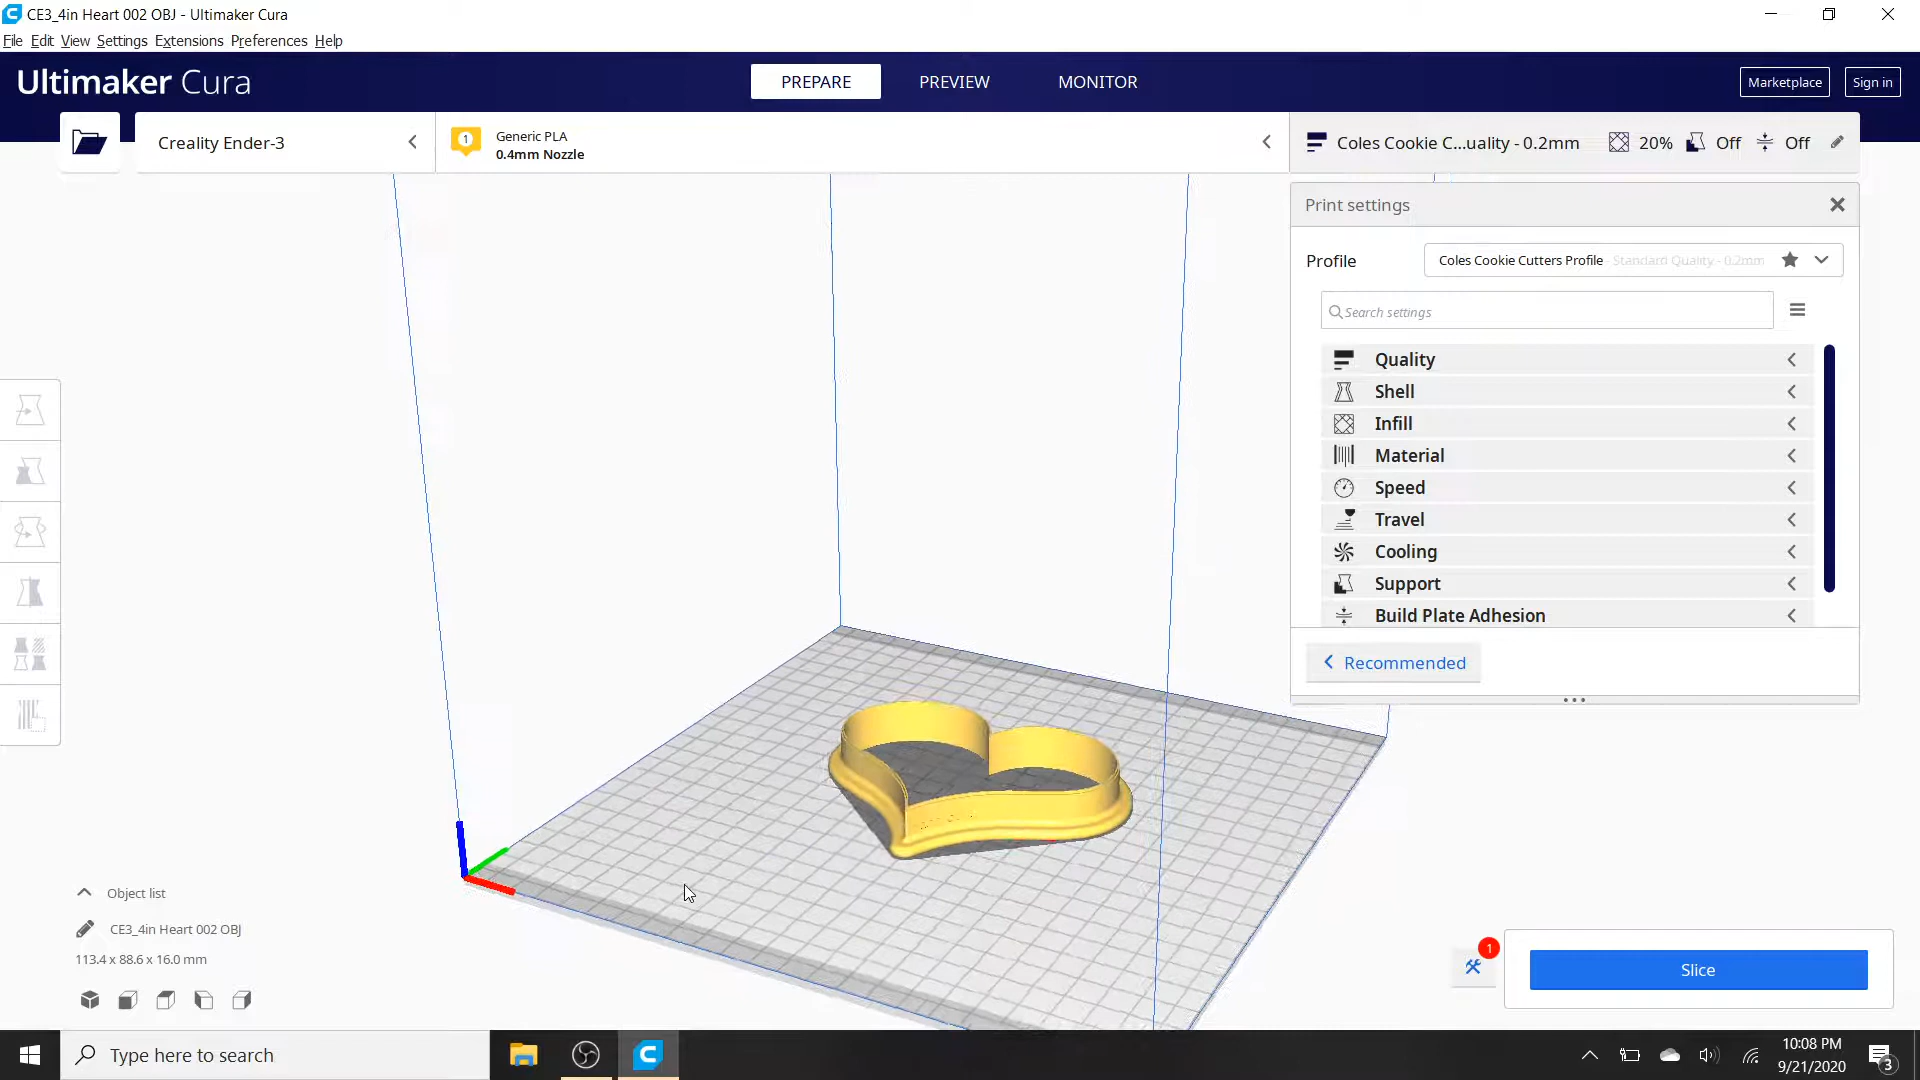 CE3_4in Heart 002 OBJ - Ultimaker Cura
File Edit View Settings Extensions Preferences Help
Ultimaker Cura
PREPARE
PREVIEW
MONITOR
Marketplace
Sign in
Creality Ender-3
1
Generic PLA
0.4mm Nozzle
Coles Cookie C...uality - 0.2mm
20%
Off
Off
Print settings
Profile
Coles Cookie Cutters Profile - Standard Quality - 0.2mm
Search settings
Quality
Shell
Infill
Material
Speed
Travel
Cooling
Support
Build Plate Adhesion
Recommended
Object list
CE3_4in Heart 002 OBJ
113.4 x 88.6 x 16.0 mm
1
Slice
Type here to search
10:08 PM
9/21/2020
3